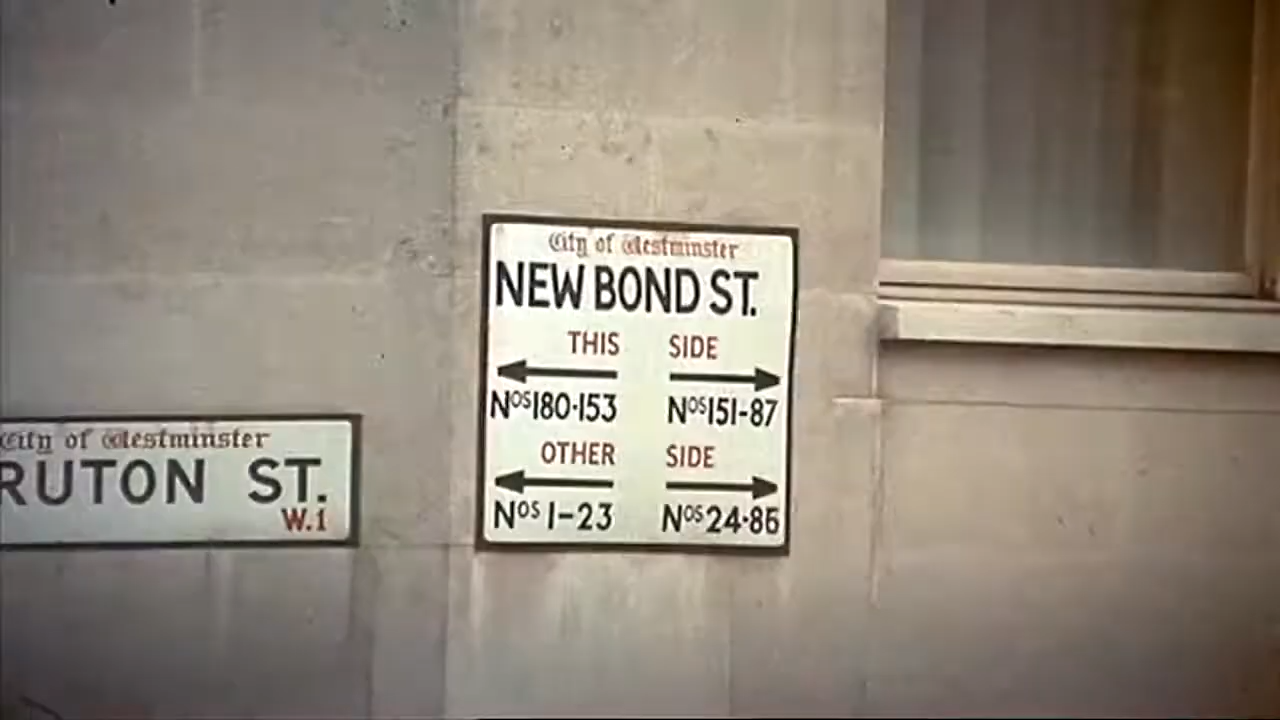 City of Westminster
NEW BOND ST.
THIS SIDE
Nos 180-153 Nos 151-87
OTHER SIDE
Nos 1-23 Nos 24-86
City of Westminster
RUTON ST.
W.1